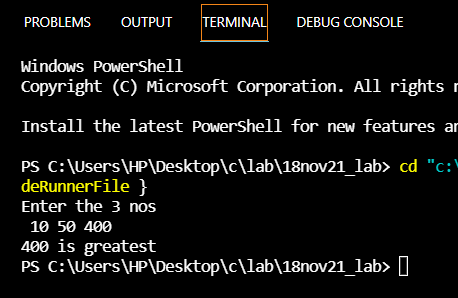 PROBLEMS OUTPUT TERMINAL DEBUG CONSOLE
Windows PowerShell
Copyright (C) Microsoft Corporation. All rights
Install the latest PowerShell for new features
PS C:\Users\HP\Desktop\c\lab\18nov21_lab> cd "c:\
deRunnerFile }
Enter the 3 nos
10 50 400
400 is greatest
PS C:\Users\HP\Desktop\c\lab\18nov21_lab>